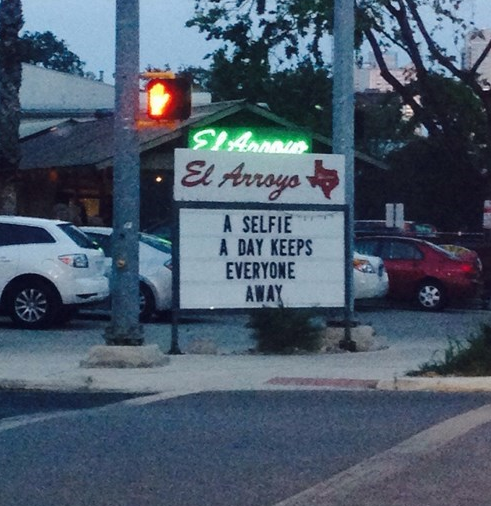 El Arroyo
El Arroyo
A SELFIE
A DAY KEEPS
EVERYONE
AWAY